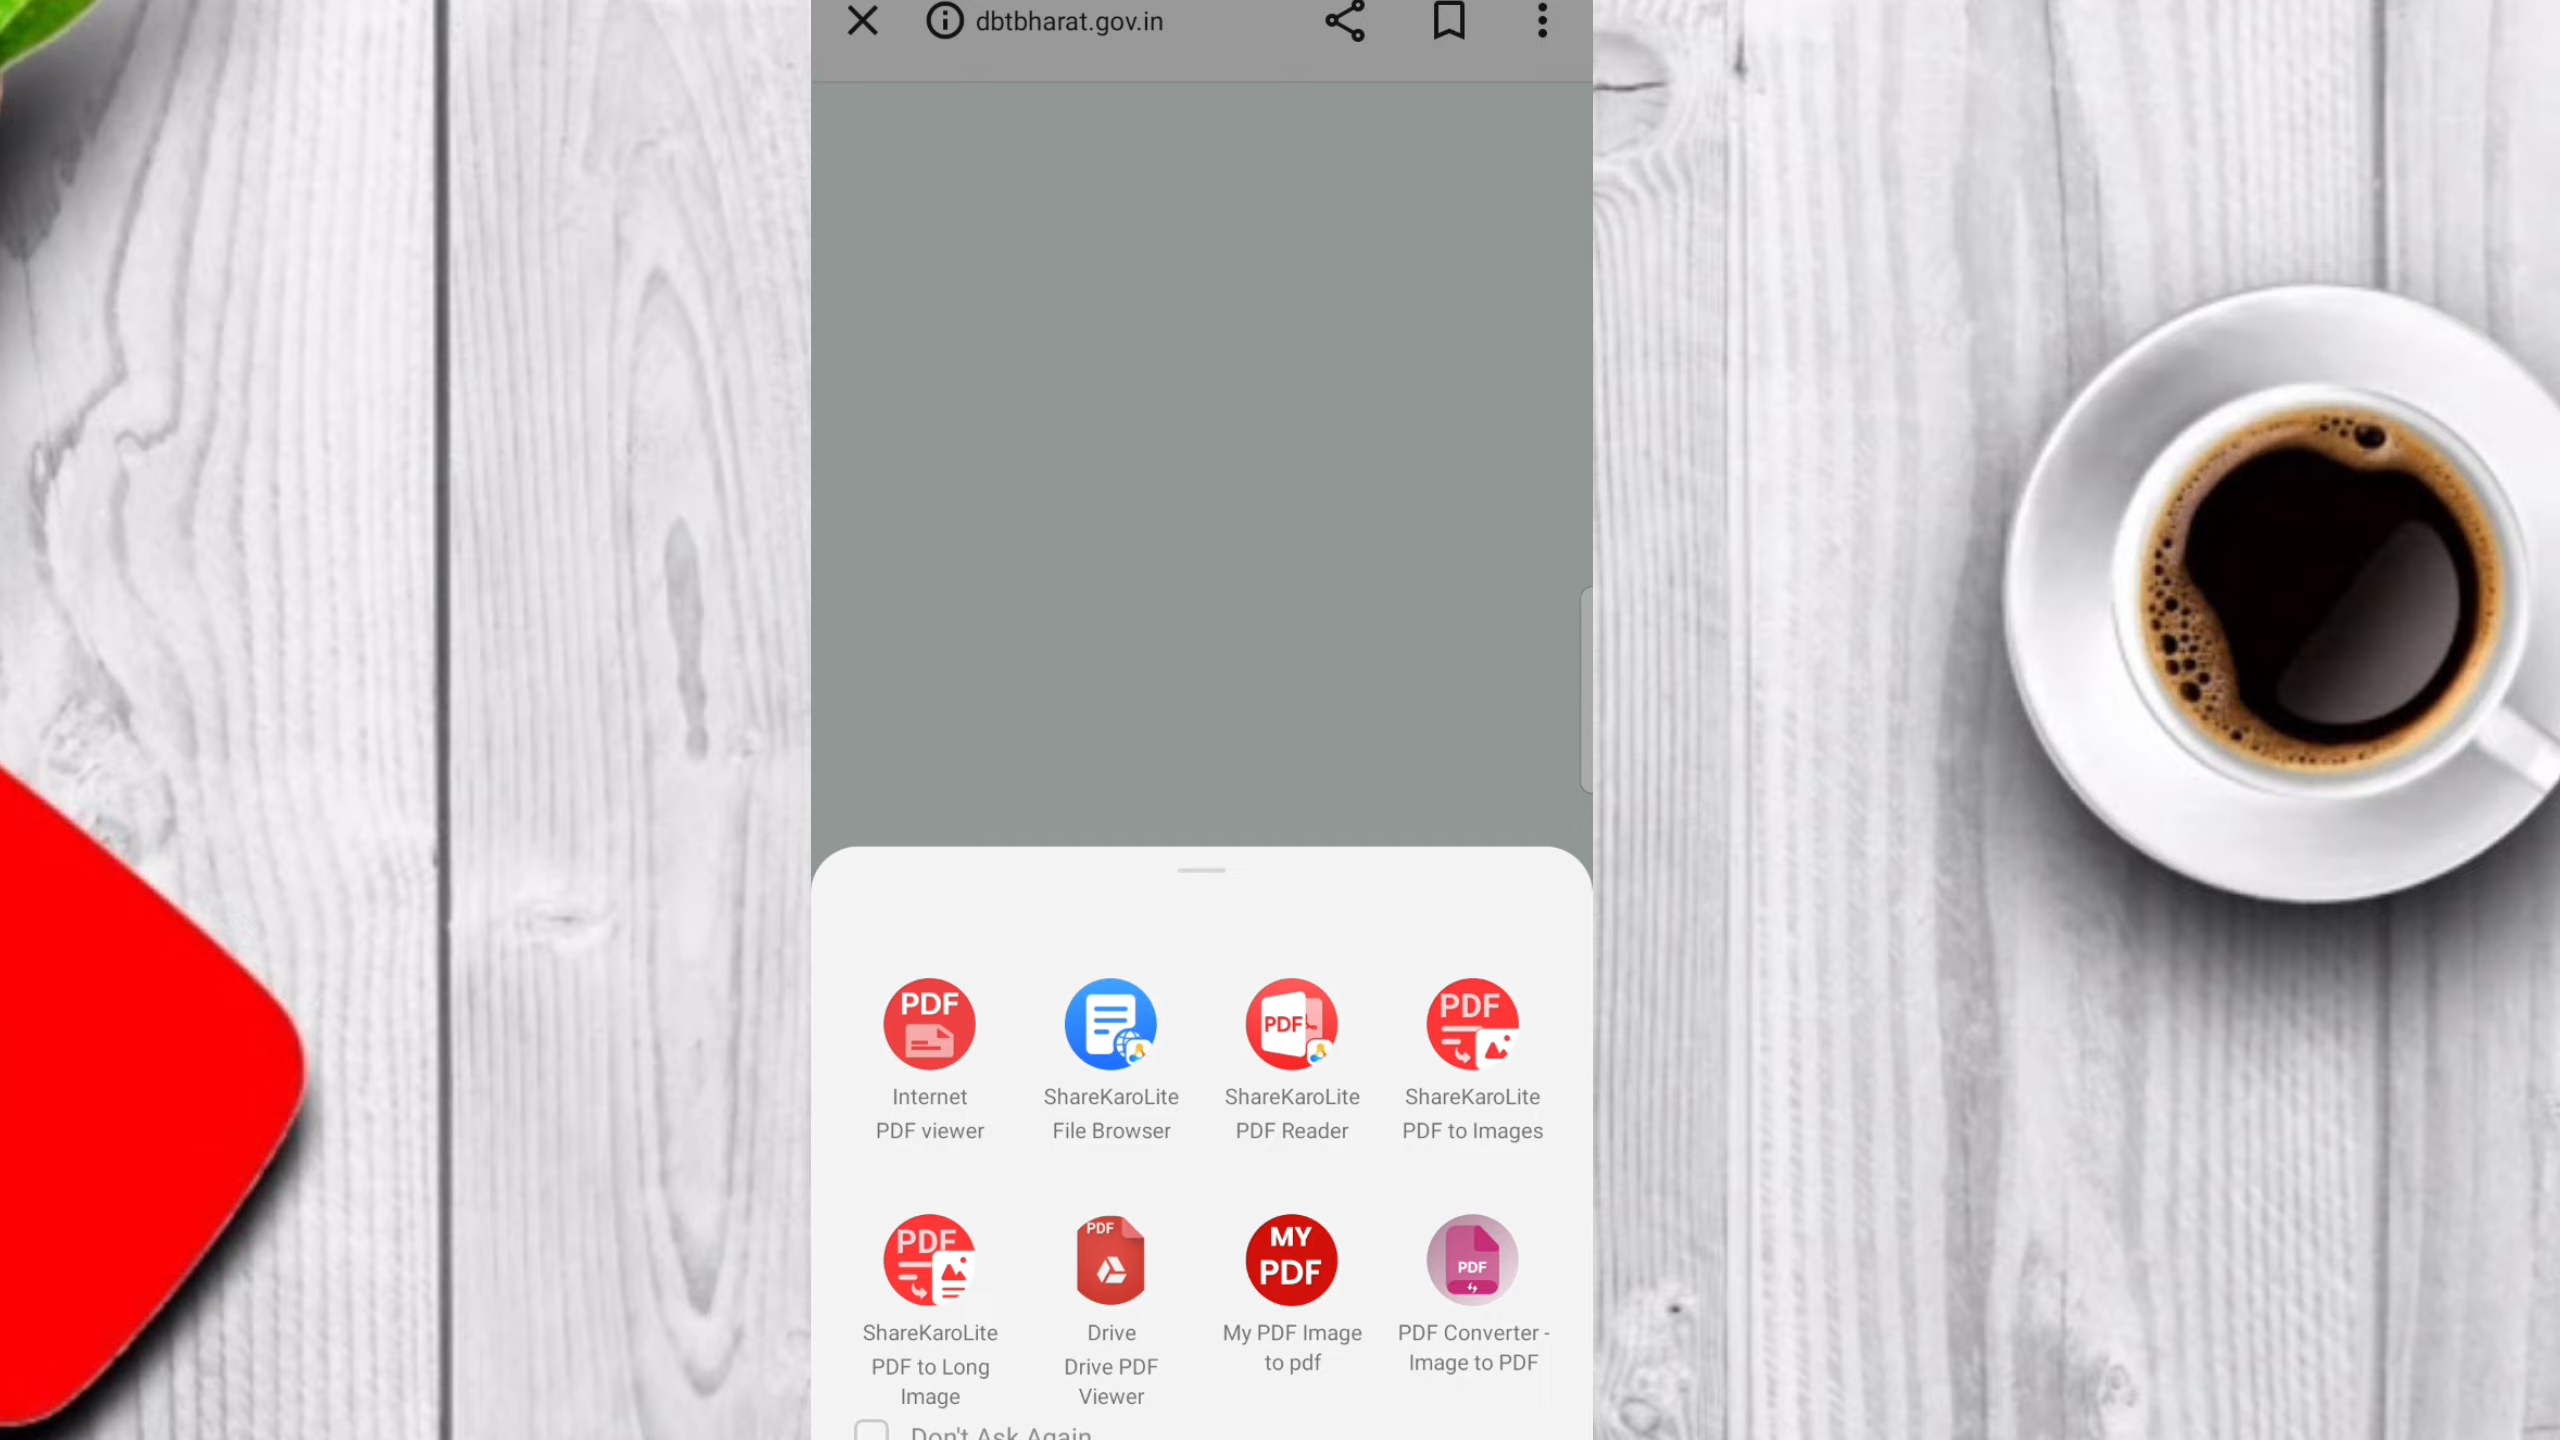 dbtbharat.gov.in
PDF
PDF
PDF
Internet
PDF viewer
ShareKaroLite
File Browser
ShareKaroLite
PDF Reader
ShareKaroLite
PDF to Images
PDF
PDF
MY
PDF
PDF
ShareKaroLite
PDF to Long
Image
Drive
Drive PDF
Viewer
My PDF Image
to pdf
PDF Converter -
Image to PDF
Don't Ask Again